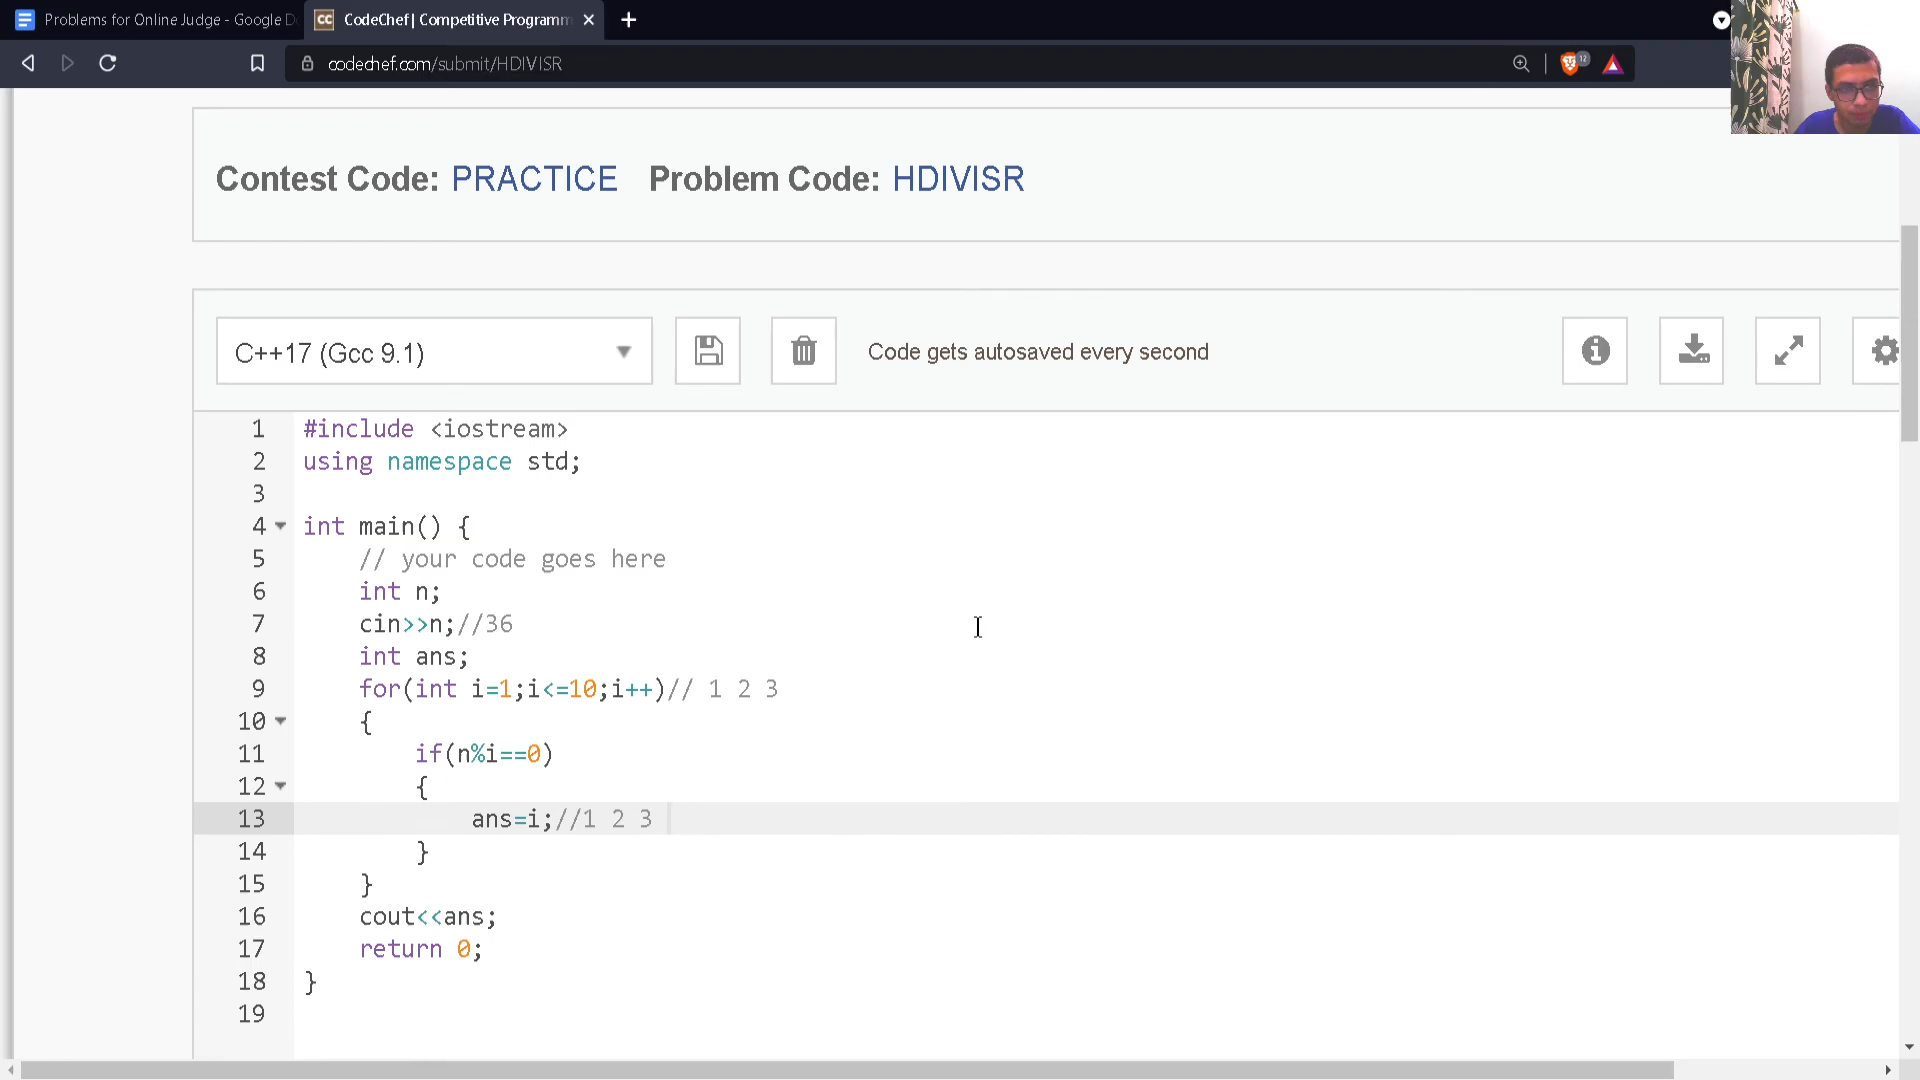 Problems for Online Judge - Google D
CC CodeChef | Competitive Programm
codechef.com/submit/HDIVISR
12
Contest Code: PRACTICE Problem Code: HDIVISR
C++17 (Gcc 9.1)
Code gets autosaved every second
1 #include <iostream>
2 using namespace std;
3
4 int main() {
5 // your code goes here
6 int n;
7 cin>>n;//36
8 int ans;
9 for(int i=1;i<=10;i++)// 1 2 3
10 {
11 if(n%i==0)
12 {
13 ans=i;//1 2 3
14 }
15 }
16 cout<<ans;
17 return 0;
18 }
19